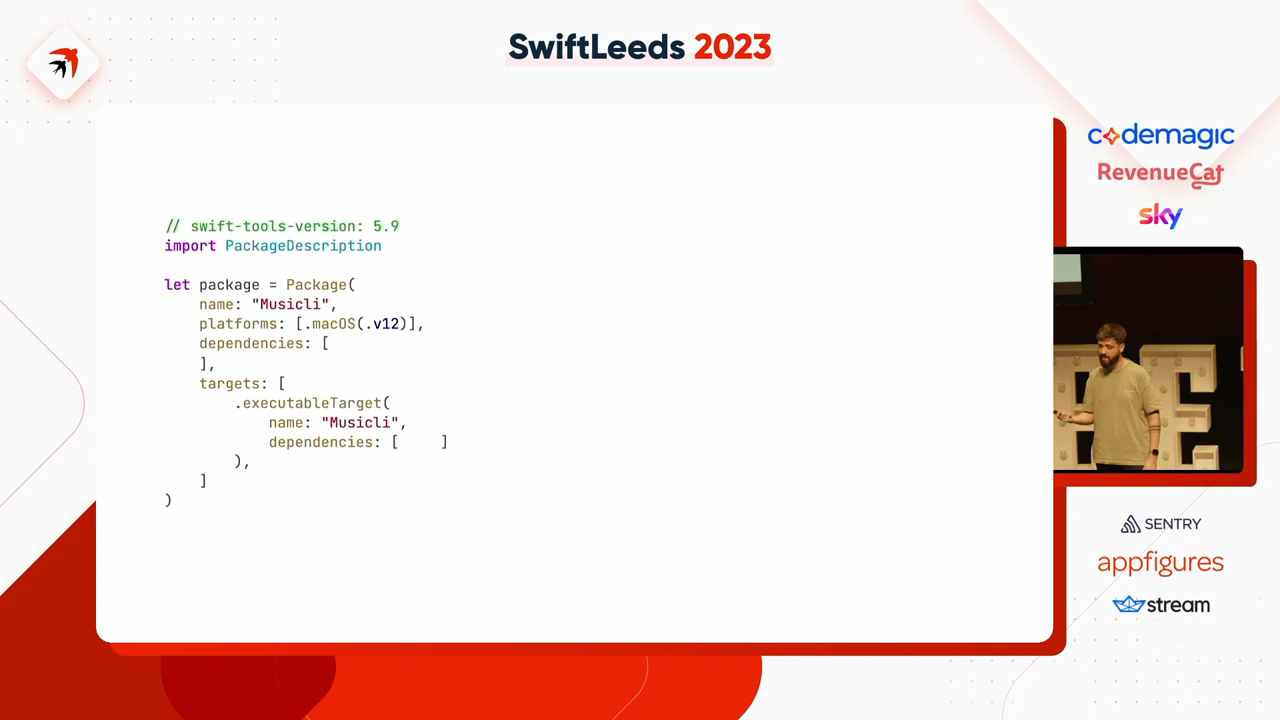 SwiftLeeds 2023
// swift-tools-version: 5.9
import PackageDescription
let package = Package(
name: "Musicli",
platforms: [.macOS(.v12)],
dependencies: [
],
targets: [
.executableTarget(
name: "Musicli",
dependencies: [    ]
),
]
)
codemagic
RevenueCat
sky
SENTRY
appfigures
stream